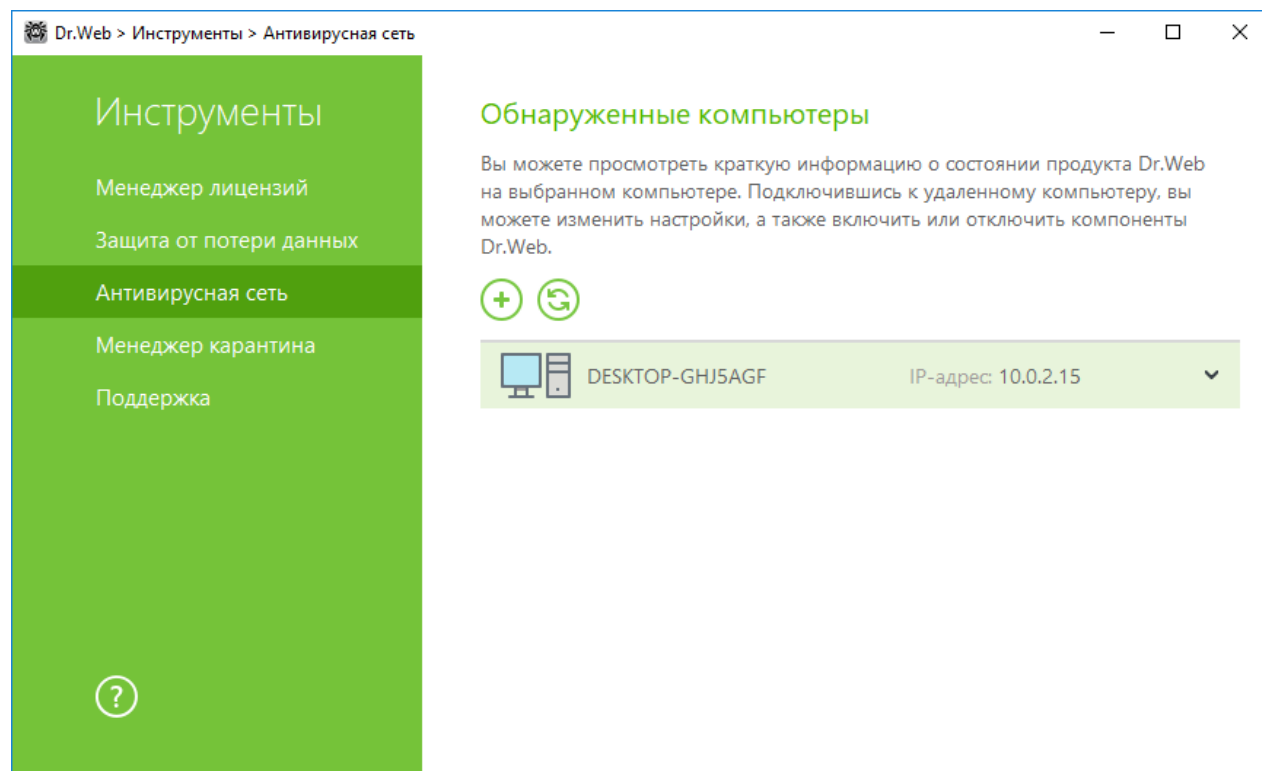 Dr.Web > Инструменты > Антивирусная сеть
Инструменты
Менеджер лицензий
Защита от потери данных
Антивирусная сеть
Менеджер карантина
Поддержка
?
Обнаруженные компьютеры
Вы можете просмотреть краткую информацию о состоянии продукта Dr.Web
на выбранном компьютере. Подключившись к удаленному компьютеру, вы
можете изменить настройки, а также включить или отключить компоненты
Dr.Web.
DESKTOP-GHJ5AGF IP-адрес: 10.0.2.15